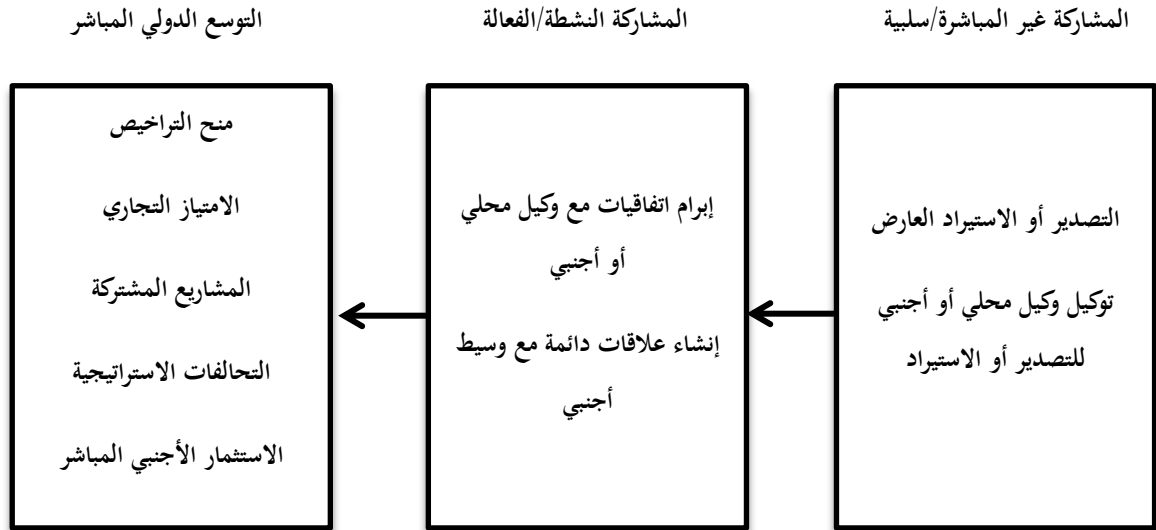 المشاركة غير المباشرة/سلبية
المشاركة النشطة/الفعالة
التوسع الدولي المباشر
التصدير أو الاستيراد العارض
توكيل وكيل محلي أو أجنبي
للتصدير أو الاستيراد
إبرام اتفاقيات مع وكيل محلي
أو أجنبي
إنشاء علاقات دائمة مع وسيط
أجنبي
منح التراخيص
الامتياز التجاري
المشاريع المشتركة
التحالفات الاستراتيجية
الاستثمار الأجنبي المباشر